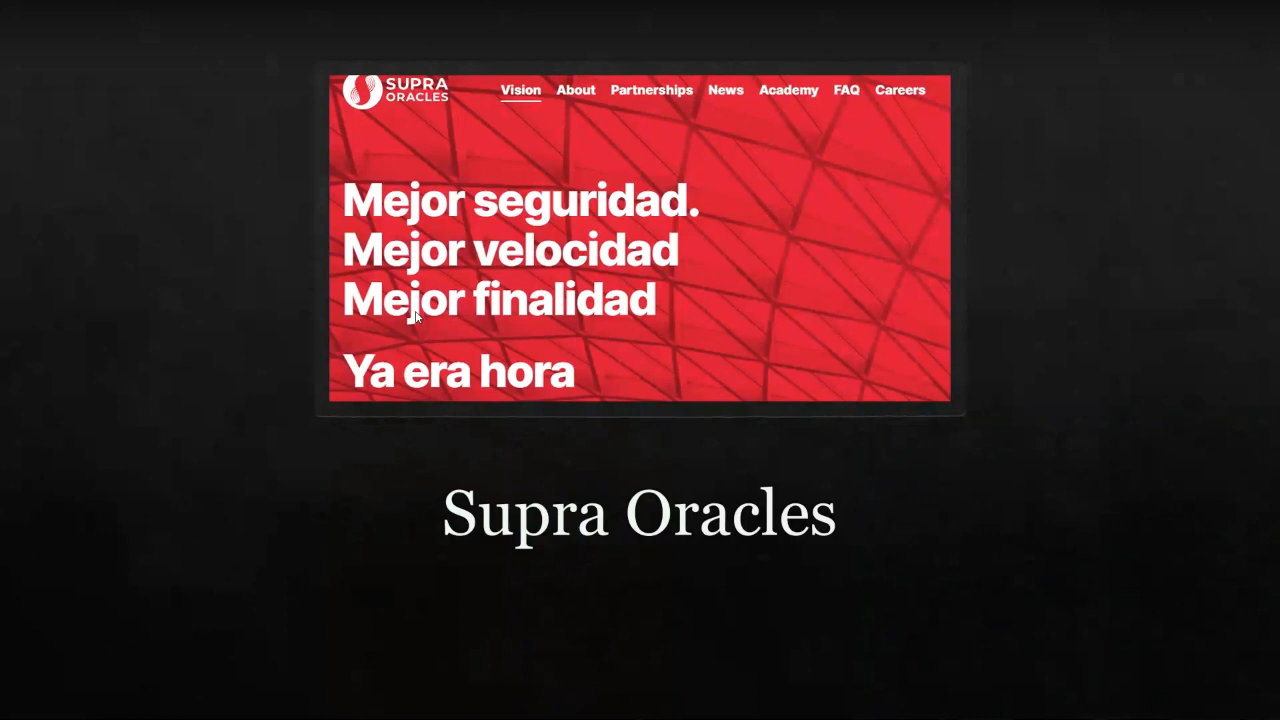 SUPRA
ORACLES
Vision About Partnerships News Academy FAQ Careers
Mejor seguridad.
Mejor velocidad
Mejor finalidad
Ya era hora
Supra Oracles